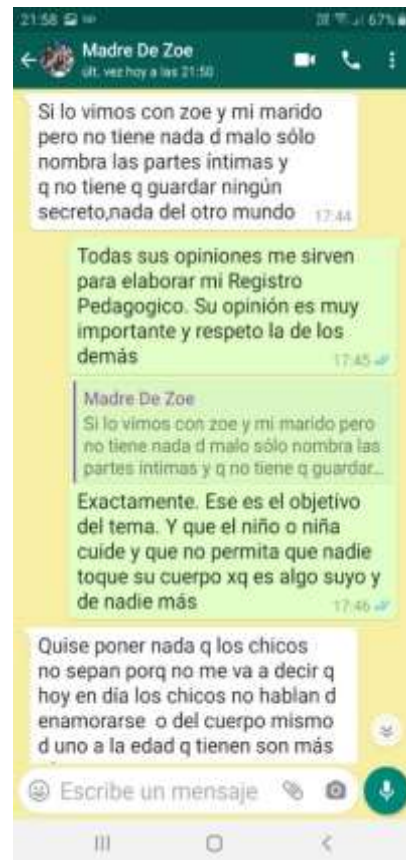 21:58
67%
Madre De Zoe
últ. vez hoy a las 21:50
Si lo vimos con zoe y mi marido
pero no tiene nada d malo sólo
nombra las partes íntimas y
q no tiene q guardar ningún
secreto,nada del otro mundo 17:44
Todas sus opiniones me sirven
para elaborar mi Registro
Pedagogico. Su opinión es muy
importante y respeto la de los
demás 17:45
Madre De Zoe
Si lo vimos con zoe y mi marido pero
no tiene nada d malo sólo nombra las
partes íntimas y q no tiene q guardar...
Exactamente. Ese es el objetivo
del tema. Y que el niño o niña
cuide y que no permita que nadie
toque su cuerpo xq es algo suyo y
de nadie más 17:46
Quise poner nada q los chicos
no sepan porq no me va a decir q
hoy en día los chicos no hablan d
enamorarse o del cuerpo mismo
d uno a la edad q tienen son más
Escribe un mensaje